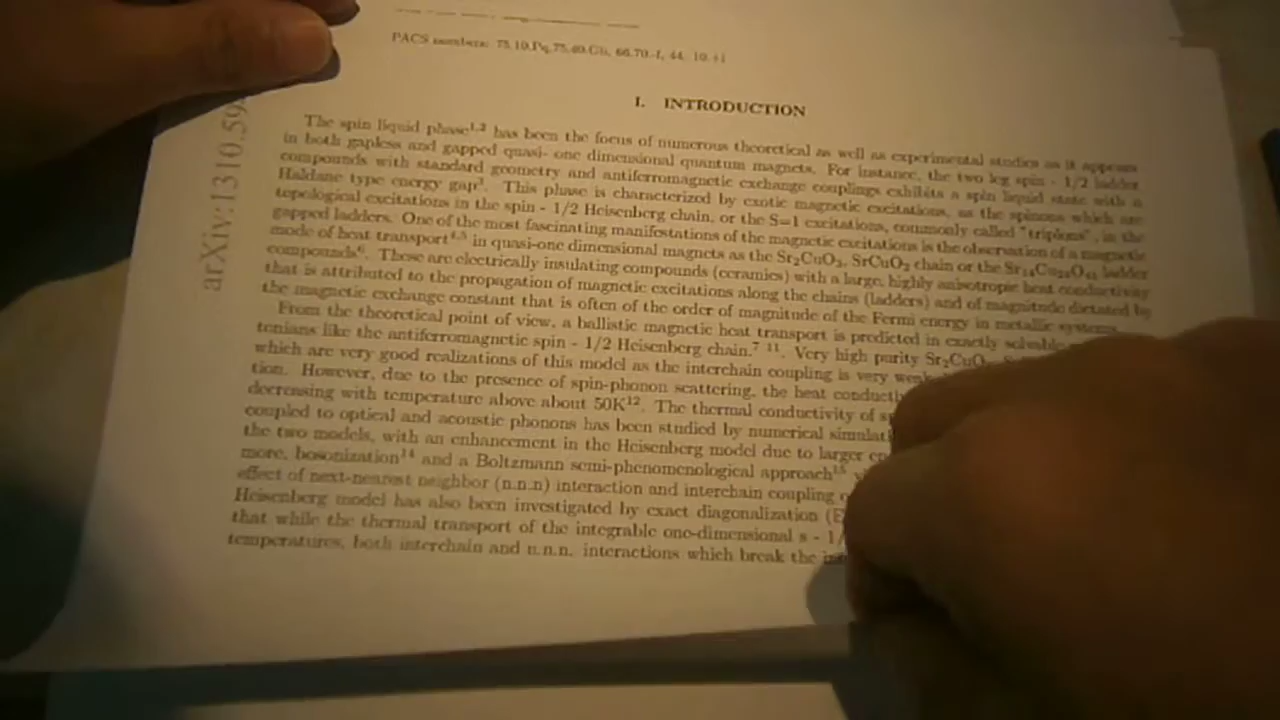 PACS numbers: 75.10.Pq,75.40.Gb, 66.70.-f, 44. 10.+i
I. INTRODUCTION
The spin liquid phase1,2 has been the focus of numerous theoretical as well as experimental studies as it appears
in both gapless and gapped quasi- one dimensional quantum magnets. For instance, the two leg spin - 1/2 ladder
compounds with standard geometry and antiferromagnetic exchange couplings exhibits a spin liquid state with a
Haldane type energy gap3. This phase is characterized by exotic magnetic excitations, as the spinons which are
topological excitations in the spin - 1/2 Heisenberg chain, or the S=1 excitations, commonly called "triplons", in the
gapped ladders. One of the most fascinating manifestations of the magnetic excitations is the observation of a magnetic
mode of heat transport4,5 in quasi-one dimensional magnets as the Sr2CuO3, SrCuO2 chain or the Sr14Cu24O41 ladder
compounds6. These are electrically insulating compounds (ceramics) with a large, highly anisotropic heat conductivity
that is attributed to the propagation of magnetic excitations along the chains (ladders) and of magnitude dictated by
the magnetic exchange constant that is often of the order of magnitude of the Fermi energy in metallic systems.
From the theoretical point of view, a ballistic magnetic heat transport is predicted in exactly solvable
tonians like the antiferromagnetic spin - 1/2 Heisenberg chain.7 11. Very high purity Sr2CuO
which are very good realizations of this model as the interchain coupling is very weak
tion. However, due to the presence of spin-phonon scattering, the heat conducti
decreasing with temperature above about 50K12. The thermal conductivity of s
coupled to optical and acoustic phonons has been studied by numerical simulati
the two models, with an enhancement in the Heisenberg model due to larger
more, bosonization14 and a Boltzmann semi-phenomenological approach15
effect of next-nearest neighbor (n.n.n) interaction and interchain coupling
Heisenberg model has also been investigated by exact diagonalization (E
that while the thermal transport of the integrable one-dimensional s - 1/
temperatures, both interchain and n.n.n. interactions which break the
arXiv:1310.59